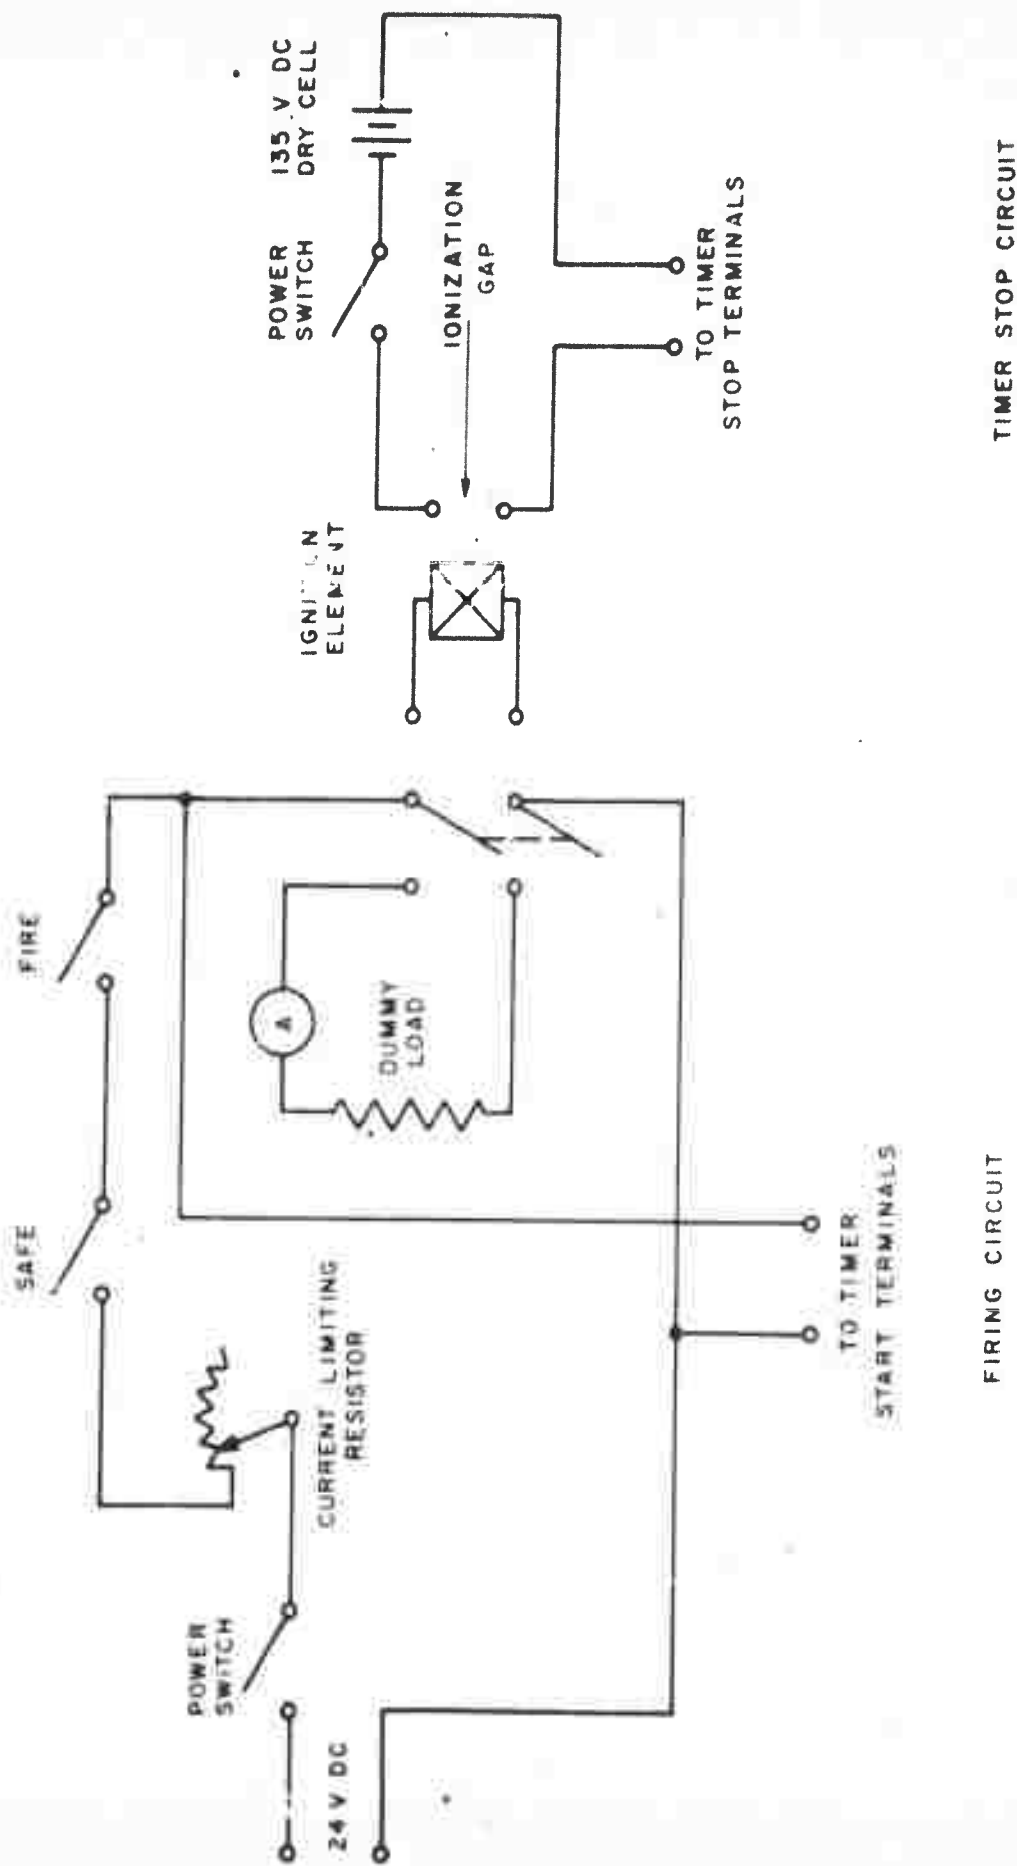 24 V. DC
POWER
SWITCH
CURRENT LIMITING
RESISTOR
SAFE
FIRE
A
DUMMY
LOAD
TO TIMER
START TERMINALS
FIRING CIRCUIT
ELEMENT
POWER
SWITCH
135 V DC
DRY CELL
IONIZATION
GAP
TO TIMER
STOP TERMINALS
TIMER STOP CIRCUIT